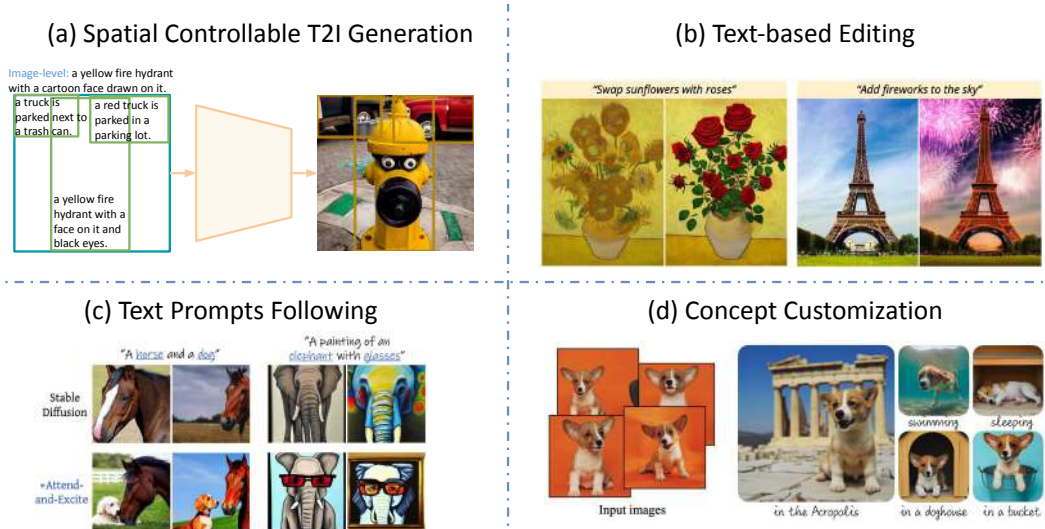 (a) Spatial Controllable T2I Generation
Image-level: a yellow fire hydrant
with a cartoon face drawn on it.
a truck is
parked next to
a trash can.
a red truck is
parked in a
parking lot.
a yellow fire
hydrant with a
face on it and
black eyes.
(b) Text-based Editing
"Swap sunflowers with roses"
"Add fireworks to the sky"
(c) Text Prompts Following
"A horse and a dog"
"A painting of an
elephant with glasses"
Stable
Diffusion
+Attend-
and-Excite
(d) Concept Customization
Input images
in the Acropolis
swimming
sleeping
in a doghouse
in a bucket